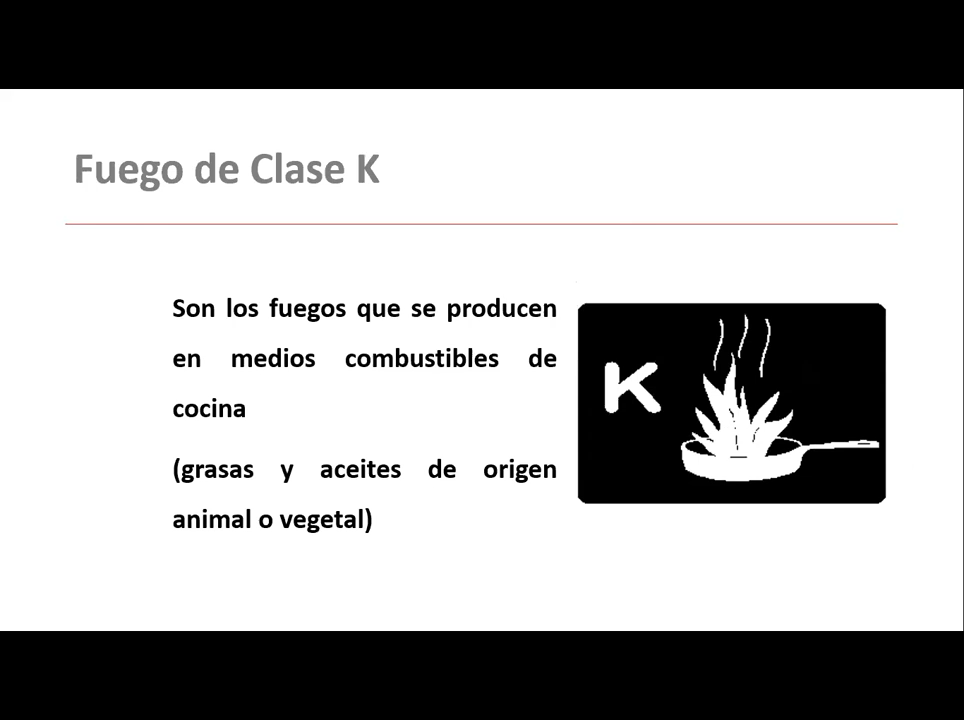 Fuego de Clase K
Son los fuegos que se producen
en medios combustibles de
cocina
(grasas y aceites de origen
animal o vegetal)
K